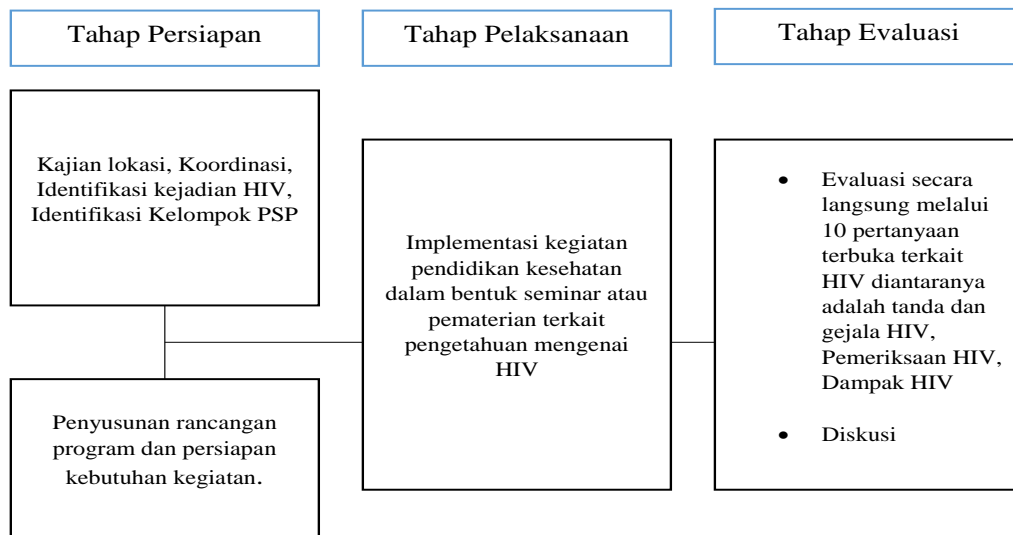 Tahap Persiapan
Tahap Pelaksanaan
Tahap Evaluasi
Kajian lokasi, Koordinasi,
Identifikasi kejadian HIV,
Identifikasi Kelompok PSP
Penyusunan rancangan
program dan persiapan
kebutuhan kegiatan.
Implementasi kegiatan
pendidikan kesehatan
dalam bentuk seminar atau
pematerian terkait
pengetahuan mengenai
HIV
• Evaluasi secara
langsung melalui
10 pertanyaan
terbuka terkait
HIV diantaranya
adalah tanda dan
gejala HIV,
Pemeriksaan HIV,
Dampak HIV
• Diskusi